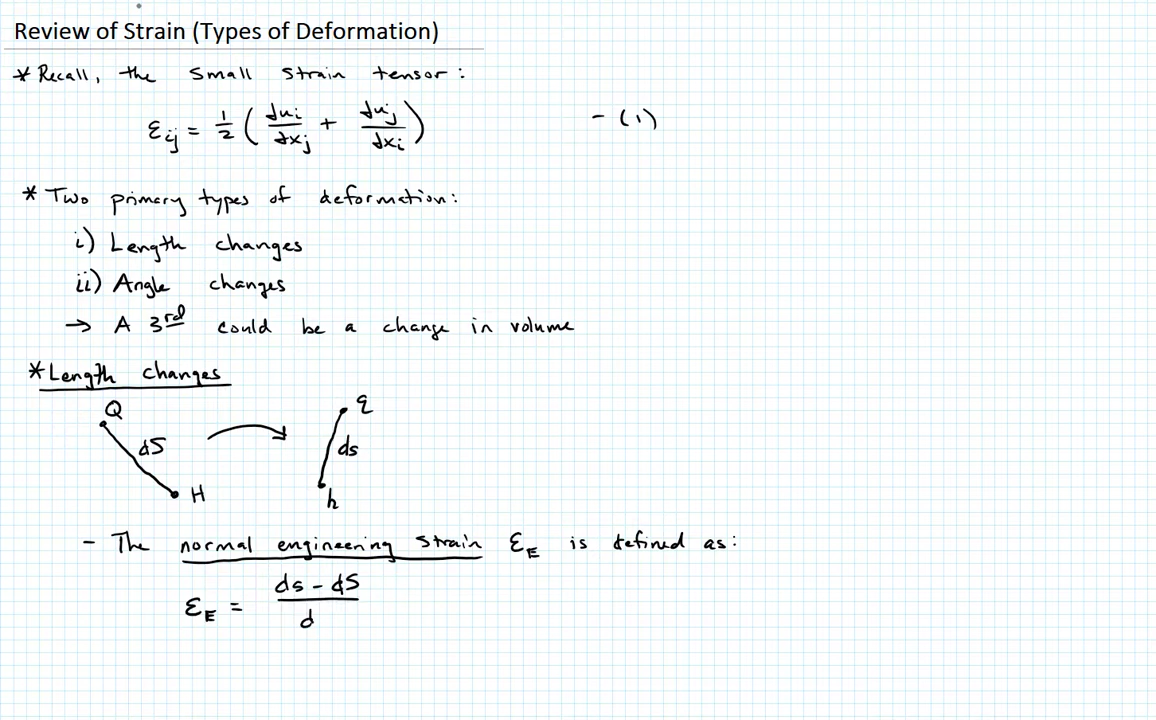 Review of Strain (Types of Deformation)
* Recall, the small strain tensor:
εij = 1/2 (∂ui/∂xj + ∂uj/∂xi) - (1)
* Two primary types of deformation:
i) Length changes
ii) Angle changes
→ A 3rd could be a change in volume
* Length changes
Q q
dS ds
H h
- The normal engineering strain εE is defined as:
εE = ds - dS / d